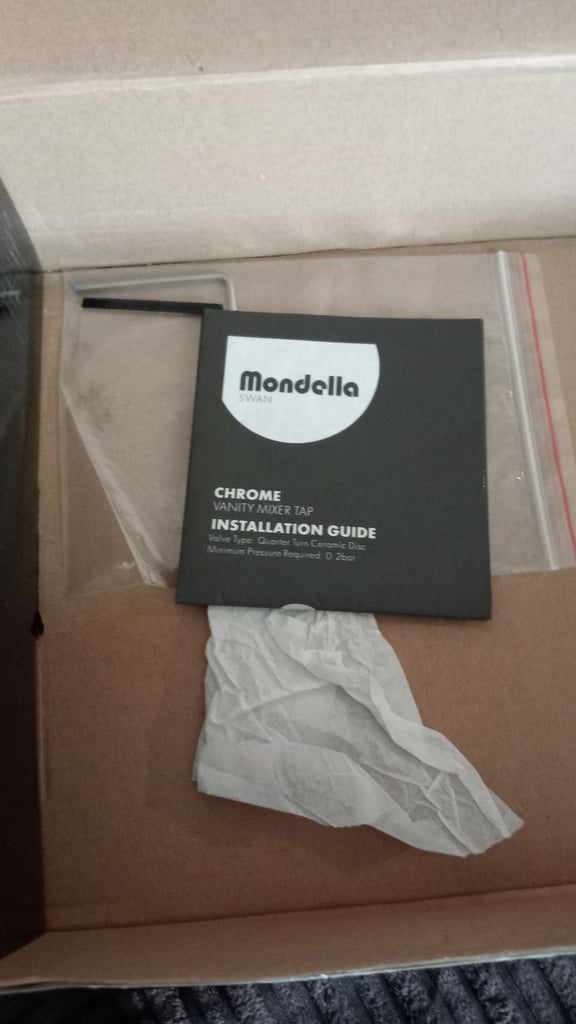 Mondella
SWAN
CHROME
VANITY MIXER TAP
INSTALLATION GUIDE
Valve Type: Quarter Turn Ceramic Disc
Minimum Pressure Required: 0.2bar